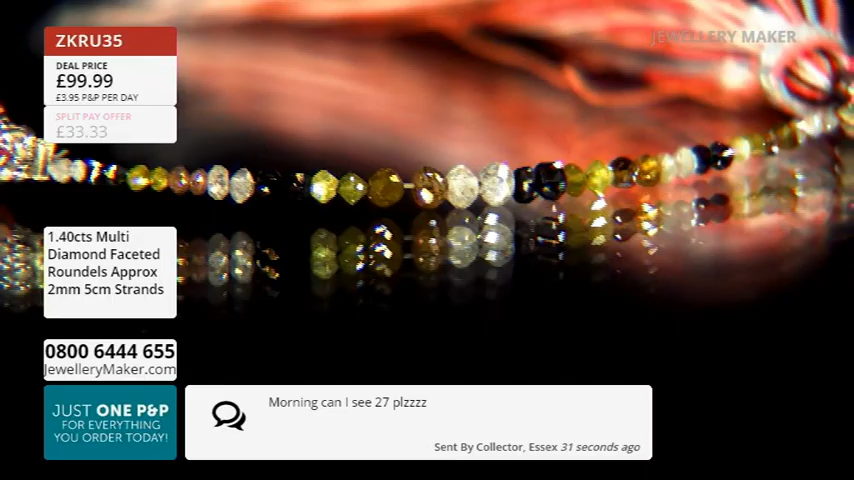 ZKRU35
JEWELLERY MAKER
DEAL PRICE
£99.99
£3.95 P&P PER DAY
SPLIT PAY OFFER
£33.33
1.40cts Multi
Diamond Faceted
Roundels Approx
2mm 5cm Strands
0800 6444 655
JewelleryMaker.com
JUST ONE P&P
FOR EVERYTHING
YOU ORDER TODAY!
Morning can I see 27 plzzzz
Sent By Collector, Essex 31 seconds ago